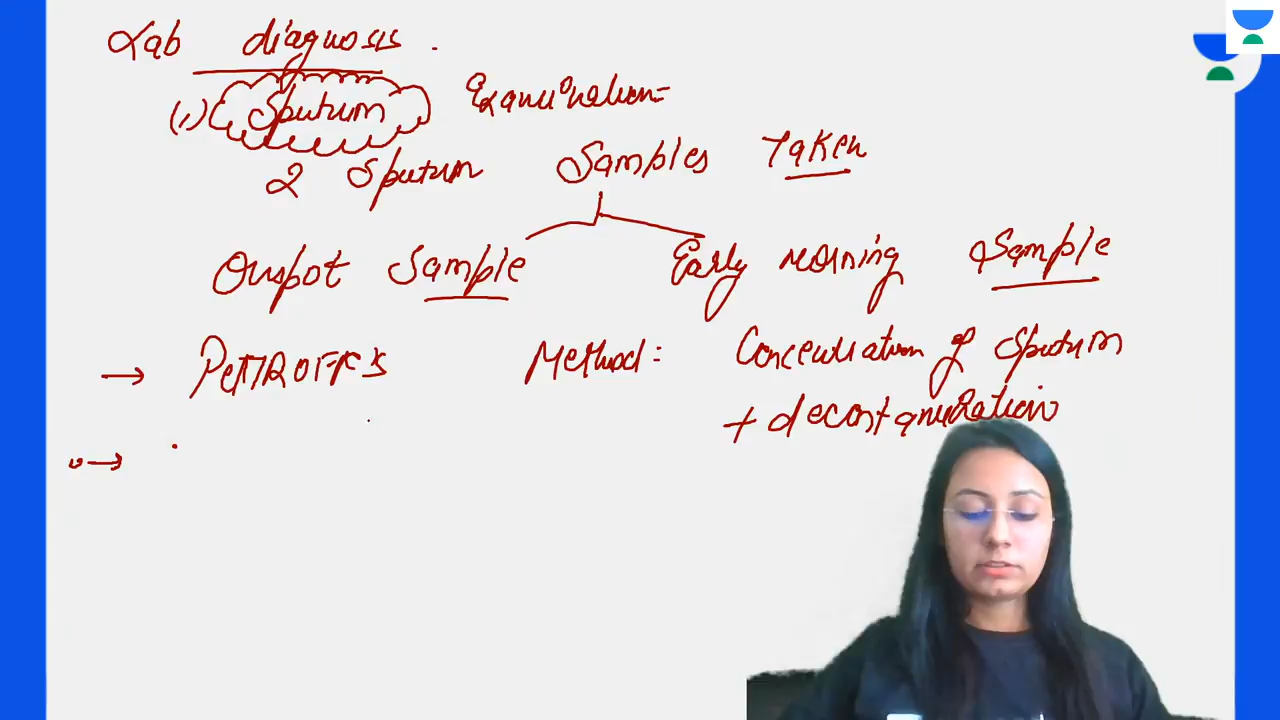 Lab diagnosis.
(1) Sputum Examination=
2 Sputum Samples Taken
Onspot Sample Early morning Sample
→ PETTROFF'S Method: Concentration of Sputum
+ decontamination
→